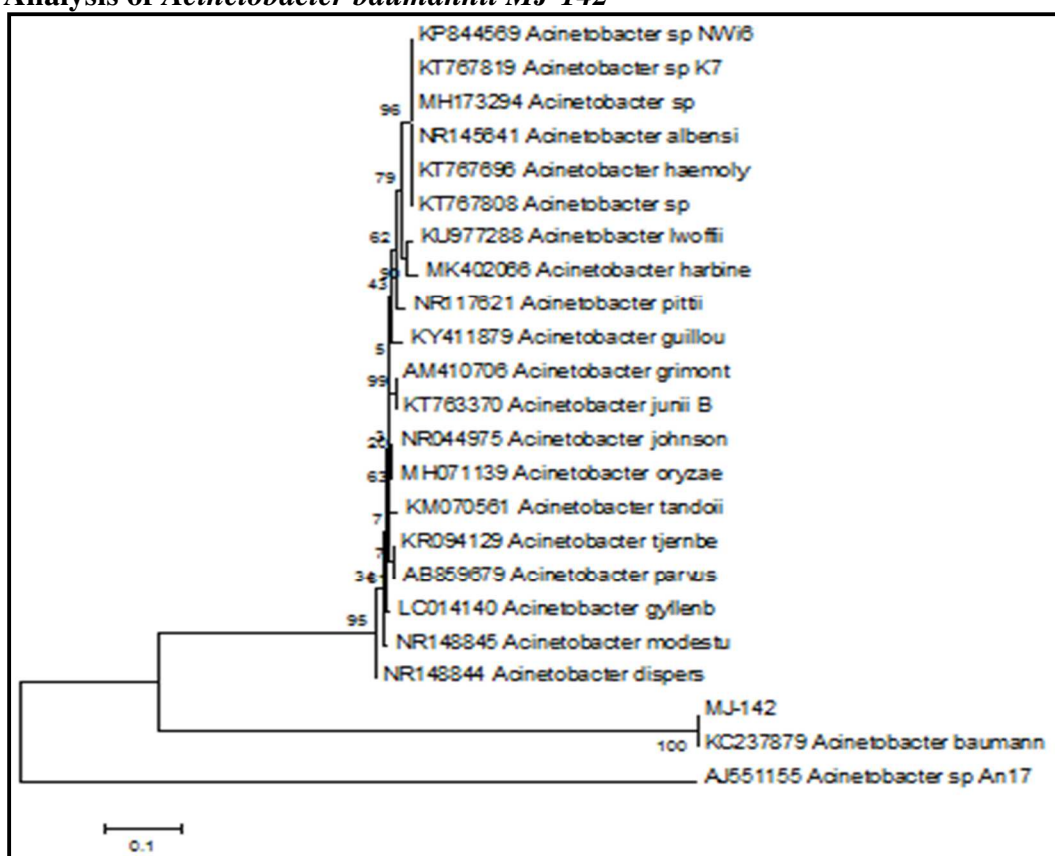 Analysis of Acinetobacter baumannii MJ-142
KP844569 Acinetobacter sp NWi6
KT767819 Acinetobacter sp K7
MH173294 Acinetobacter sp
96
NR145641 Acinetobacter albensi
KT767696 Acinetobacter haemoly
79
KT767808 Acinetobacter sp
62
KU977288 Acinetobacter lwoffii
90
MK402066 Acinetobacter harbine
43
NR117621 Acinetobacter pittii
KY411879 Acinetobacter guillou
5
AM410706 Acinetobacter grimont
99
KT763370 Acinetobacter junii B
NR044975 Acinetobacter johnson
MH071139 Acinetobacter oryzae
63
KM070561 Acinetobacter tandoii
7
KR094129 Acinetobacter tjernbe
7
AB859679 Acinetobacter parvus
LC014140 Acinetobacter gyllenb
95
NR148845 Acinetobacter modestu
NR148844 Acinetobacter dispers
MJ-142
100
KC237879 Acinetobacter baumann
AJ551155 Acinetobacter sp An17
0.1